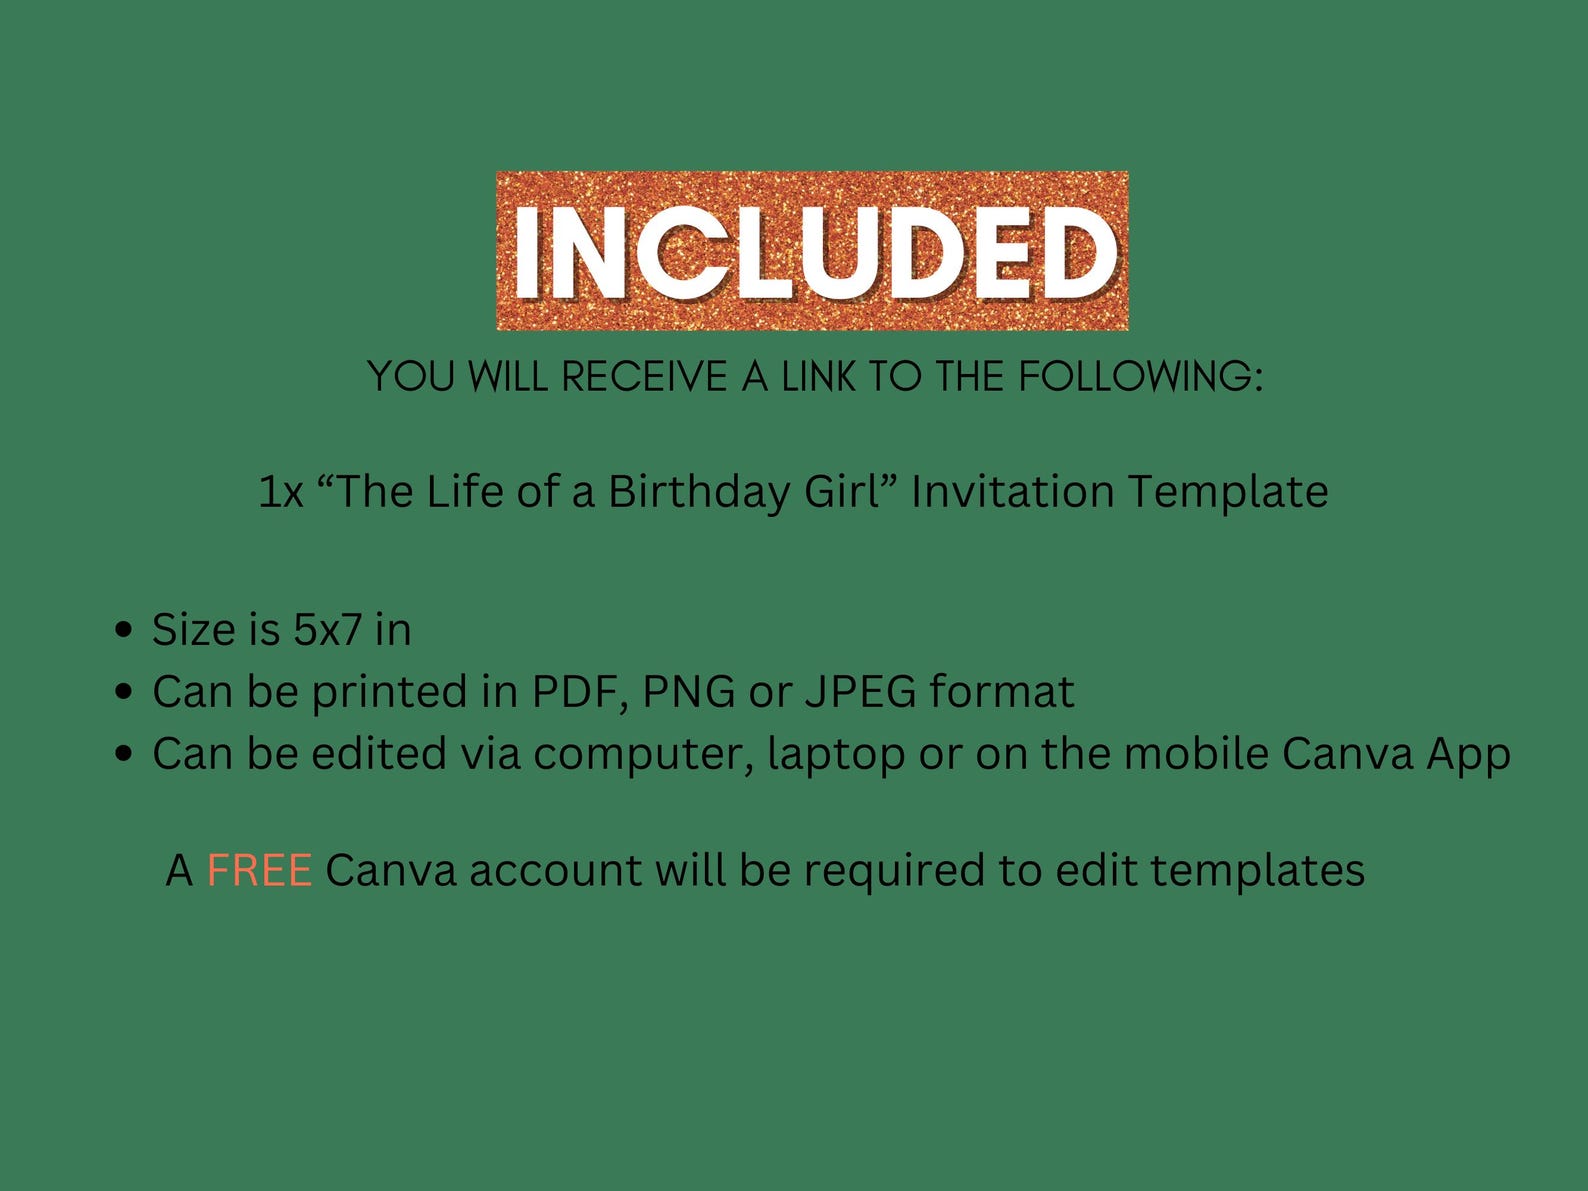 INCLUDED
YOU WILL RECEIVE A LINK TO THE FOLLOWING:
1x “The Life of a Birthday Girl” Invitation Template
• Size is 5x7 in
• Can be printed in PDF, PNG or JPEG format
• Can be edited via computer, laptop or on the mobile Canva App
A FREE Canva account will be required to edit templates